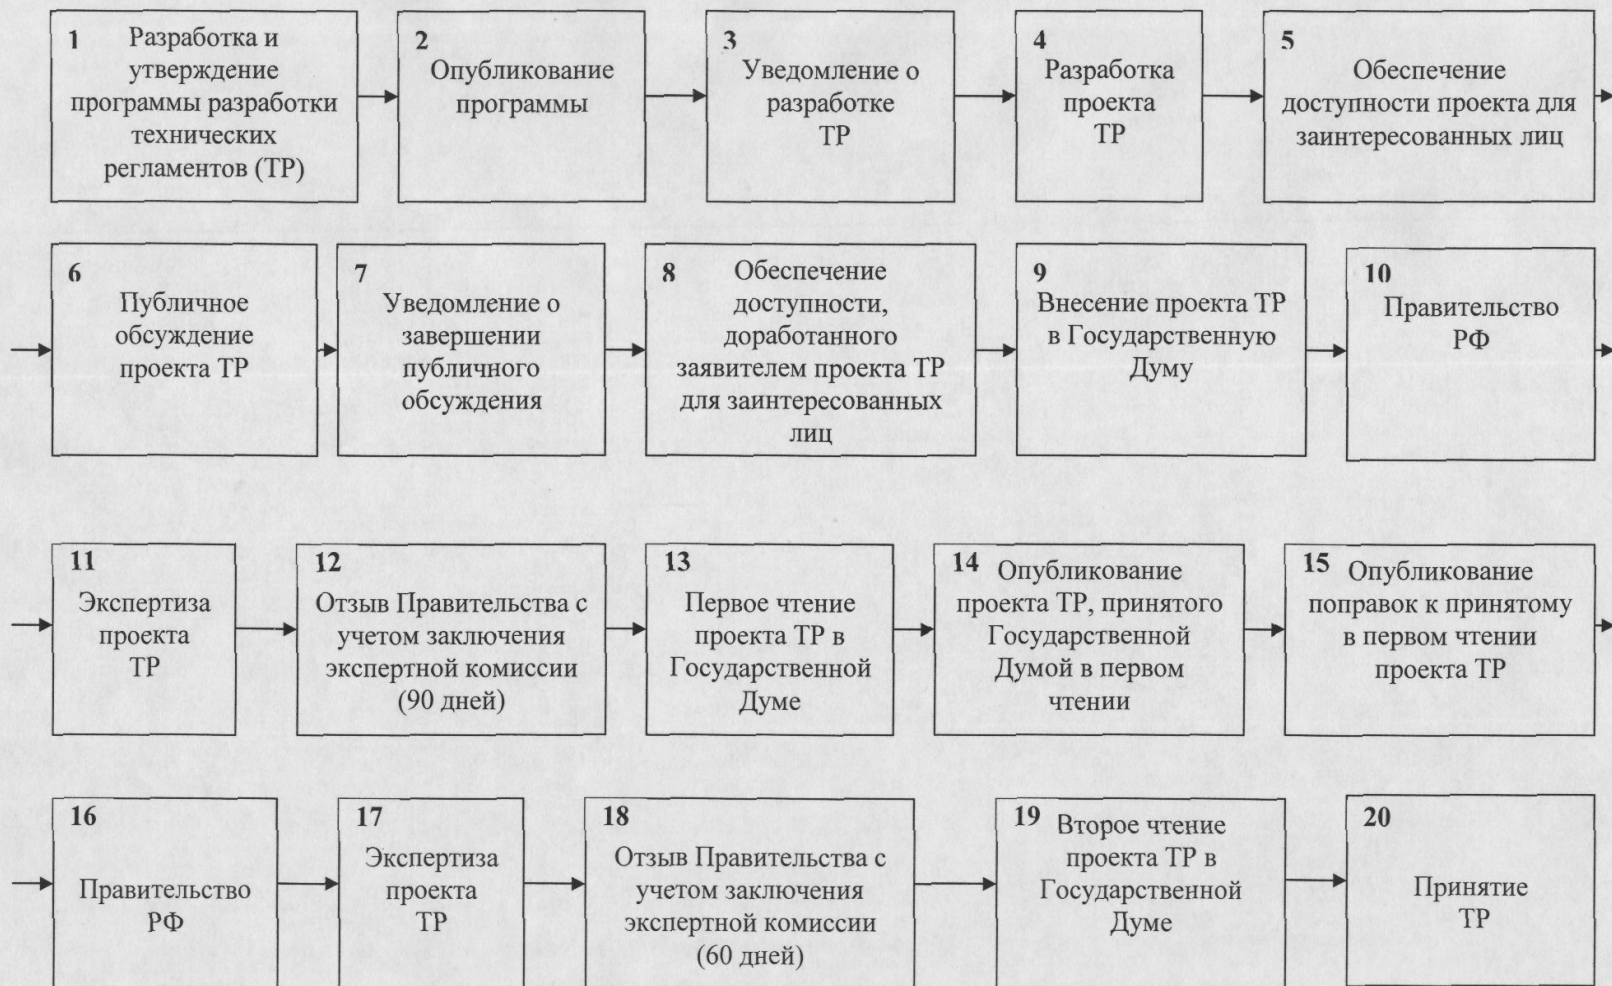 1 Разработка и
утверждение
программы разработки
технических
регламентов (ТР)
2
Опубликование
программы
3
Уведомление о
разработке
ТР
4
Разработка
проекта
ТР
5
Обеспечение
доступности проекта для
заинтересованных лиц
6
Публичное
обсуждение
проекта ТР
7
Уведомление о
завершении
публичного
обсуждения
8 Обеспечение
доступности,
доработанного
заявителем проекта ТР
для заинтересованных
лиц
9
Внесение проекта ТР
в Государственную
Думу
10
Правительство
РФ
11
Экспертиза
проекта
ТР
12
Отзыв Правительства с
учетом заключения
экспертной комиссии
(90 дней)
13
Первое чтение
проекта ТР в
Государственной
Думе
14 Опубликование
проекта ТР, принятого
Государственной
Думой в первом
чтении
15 Опубликование
поправок к принятому
в первом чтении
проекта ТР
16
Правительство
РФ
17
Экспертиза
проекта
ТР
18
Отзыв Правительства с
учетом заключения
экспертной комиссии
(60 дней)
19 Второе чтение
проекта ТР в
Государственной
Думе
20
Принятие
ТР